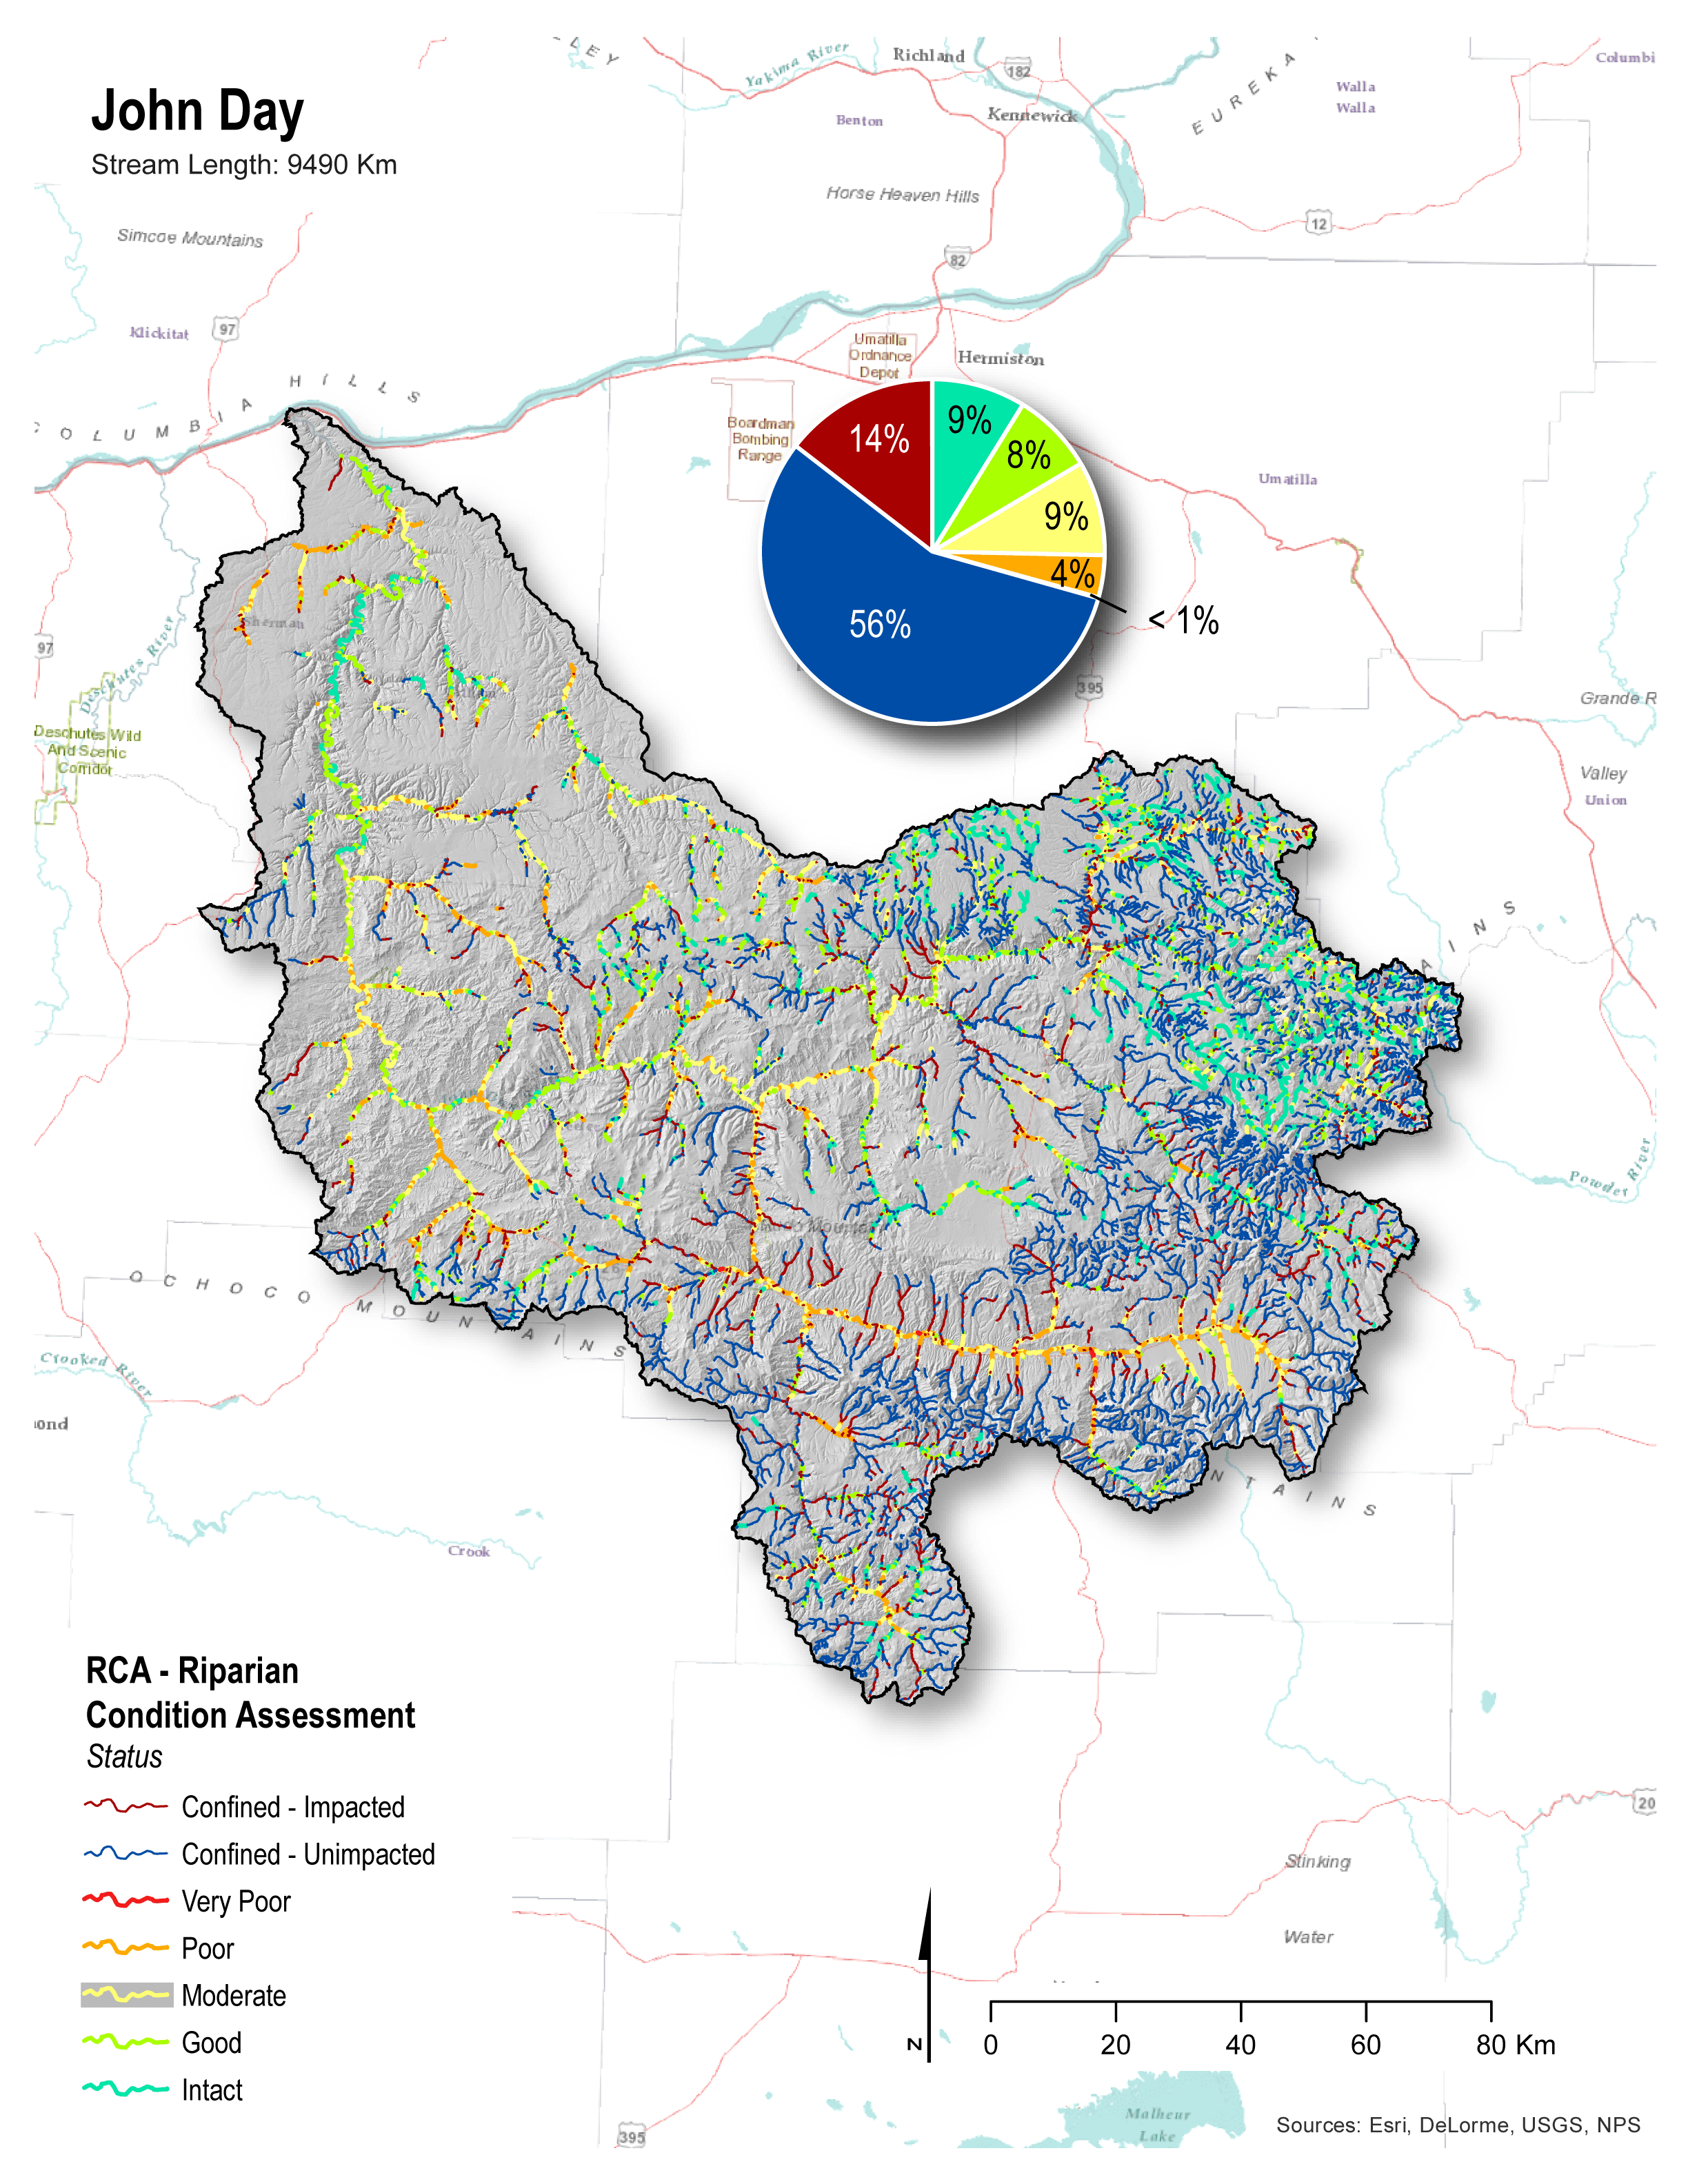 John Day
Stream Length: 9490 Km
LEY
Yakima River
Richland
182
Columbi
Walla
Walla
EUREKA
Benton
Kennewick
Horse Heaven Hills
12
Simcoe Mountains
82
Klickitat
97
Umatilla
Ordnance
Depot
Hermiston
COLUMBIA HILLS
Boardman
Bombing
Range
14%
9%
8%
9%
4%
< 1%
56%
Umatilla
Sherman
97
Deschutes River
395
Grande R
Deschutes Wild
And Scenic
Corridor
Valley
Union
AINS
Powder River
OCHOCO MOUNTAINS
Crooked River
ond
NTAINS
Crook
RCA - Riparian
Condition Assessment
Status
Confined - Impacted
Confined - Unimpacted
Very Poor
Poor
Moderate
Good
Intact
20
Stinking
Water
N
0 20 40 60 80 Km
Malheur
Lake
395
Sources: Esri, DeLorme, USGS, NPS